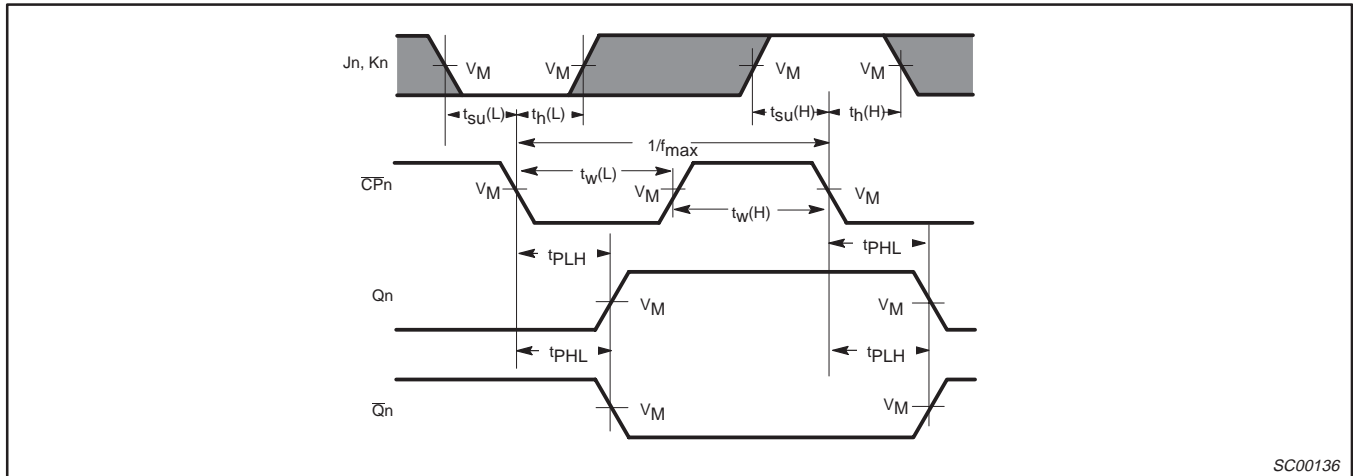 Jn, Kn
VM VM VM VM
tsu(L) th(L) tsu(H) th(H)
1/fmax
CPn
tw(L)
VM VM VM
tw(H)
tPLH tPHL
Qn
VM VM
tPHL tPLH
Qn
VM VM
SC00136